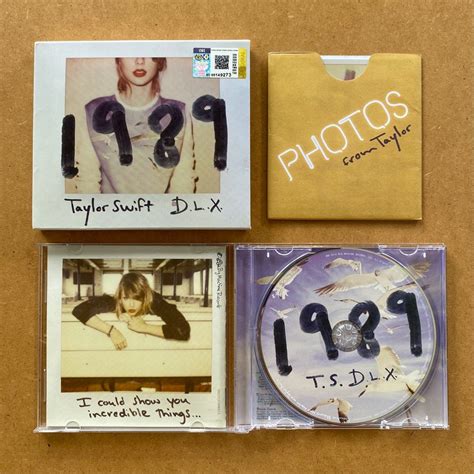 1989
Taylor Swift D.L.X.
PHOTOS
from Taylor
I could show you
incredible things...
1989
T.S. D.L.X.